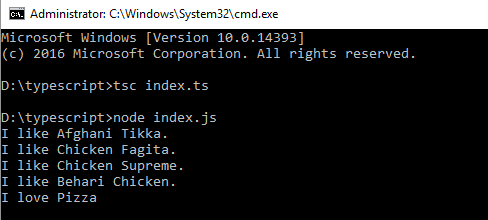 Administrator: C:\Windows\System32\cmd.exe
Microsoft Windows [Version 10.0.14393]
(c) 2016 Microsoft Corporation. All rights reserved.
D:\typescript>tsc index.ts
D:\typescript>node index.js
I like Afghani Tikka.
I like Chicken Fagita.
I like Chicken Supreme.
I like Behari Chicken.
I love Pizza